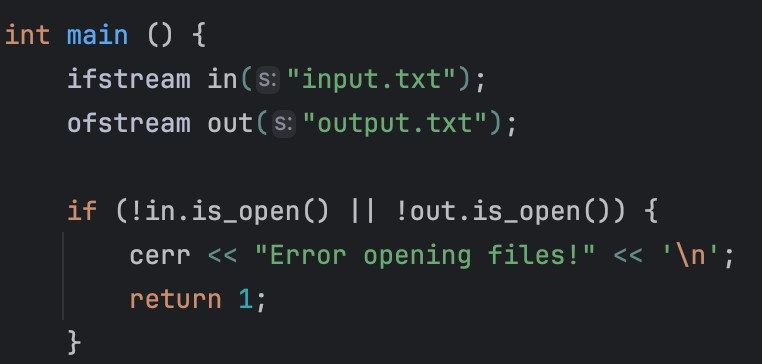 int main () {
    ifstream in(s: "input.txt");
    ofstream out(s: "output.txt");
    if (!in.is_open() || !out.is_open()) {
        cerr << "Error opening files!" << '\n';
        return 1;
    }